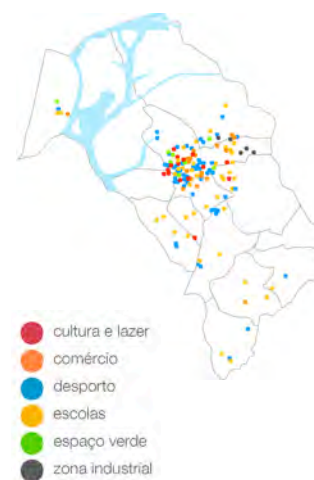 cultura e lazer
comércio
desporto
escolas
espaço verde
zona industrial